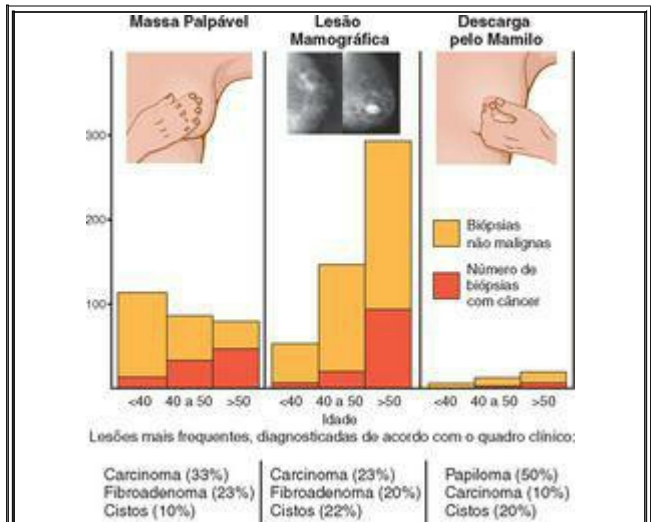 Massa Palpável
Lesão
Mamográfica
Descarga
pelo Mamilo
300
200
100
Biópsias
não malignas
Número de
biópsias
com câncer
<40 40 a 50 >50
<40 40 a 50 >50
<40 40 a 50 >50
Idade
Lesões mais frequentes, diagnosticadas de acordo com o quadro clínico:
Carcinoma (33%)
Fibroadenoma (23%)
Cistos (10%)
Carcinoma (23%)
Fibroadenoma (20%)
Cistos (22%)
Papiloma (50%)
Carcinoma (10%)
Cistos (20%)